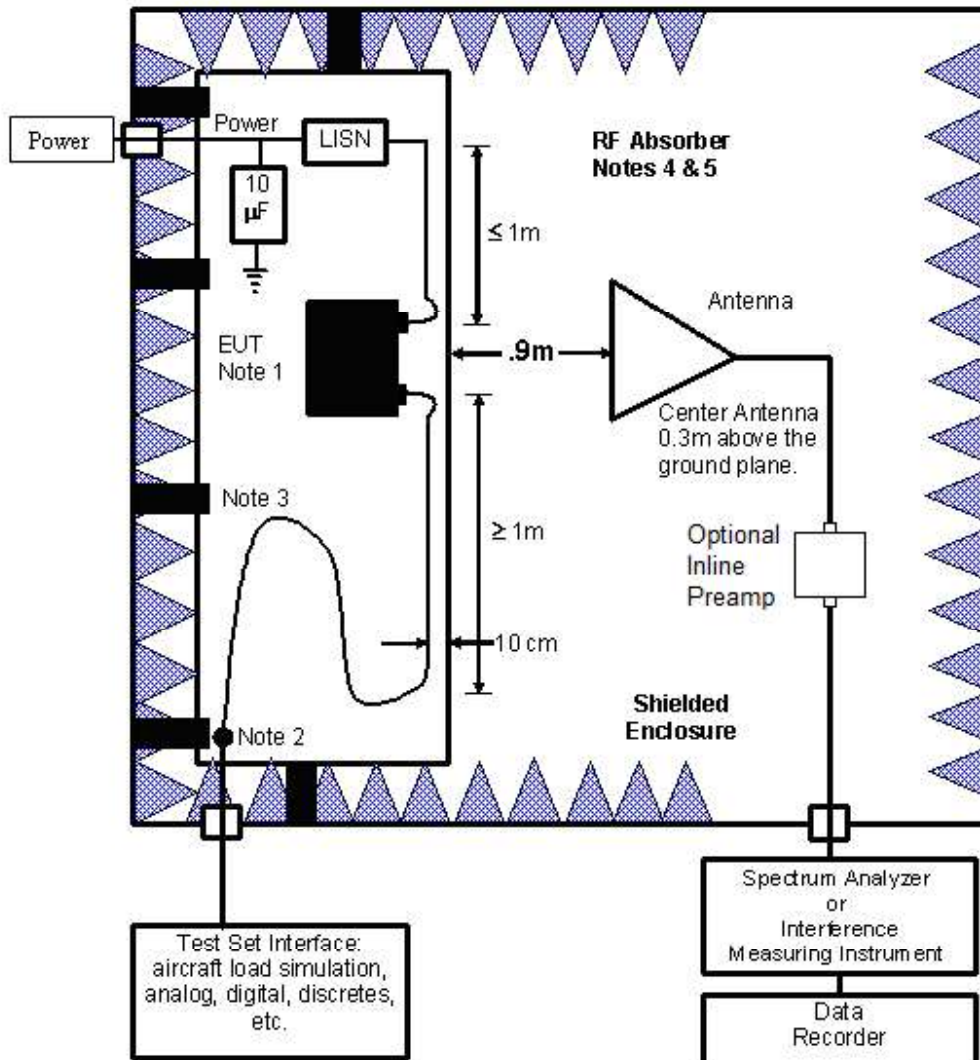 Power
Power
LISN
10
µF
≤ 1m
RF Absorber
Notes 4 & 5
EUT
Note 1
.9m
Antenna
Center Antenna
0.3m above the
ground plane.
Note 3
≥ 1m
Optional
Inline
Preamp
10 cm
Note 2
Shielded
Enclosure
Test Set Interface:
aircraft load simulation,
analog, digital, discretes,
etc.
Spectrum Analyzer
or
Interference
Measuring Instrument
Data
Recorder